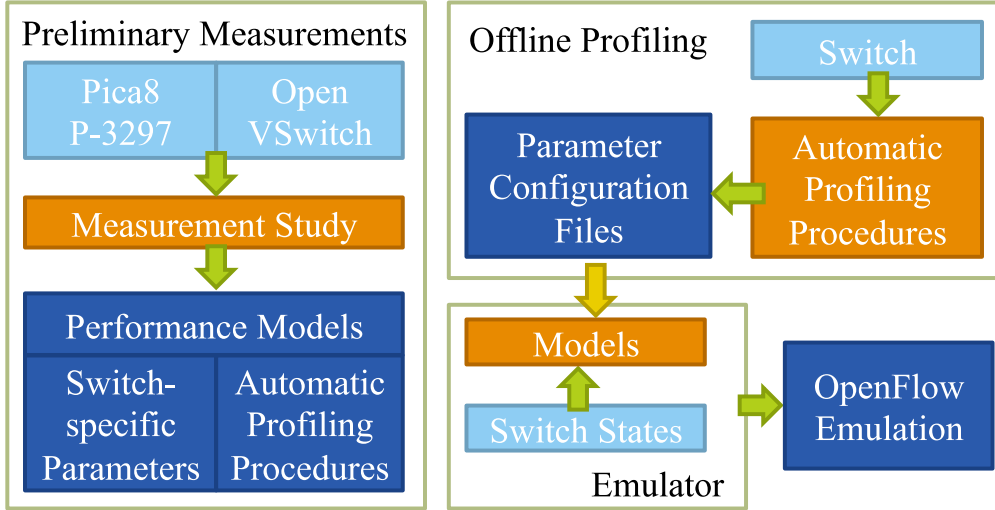 Preliminary Measurements
Pica8
P-3297
Open
VSwitch
Measurement Study
Performance Models
Switch-
specific
Parameters
Automatic
Profiling
Procedures
Offline Profiling
Switch
Parameter
Configuration
Files
Automatic
Profiling
Procedures
Models
Switch States
Emulator
OpenFlow
Emulation